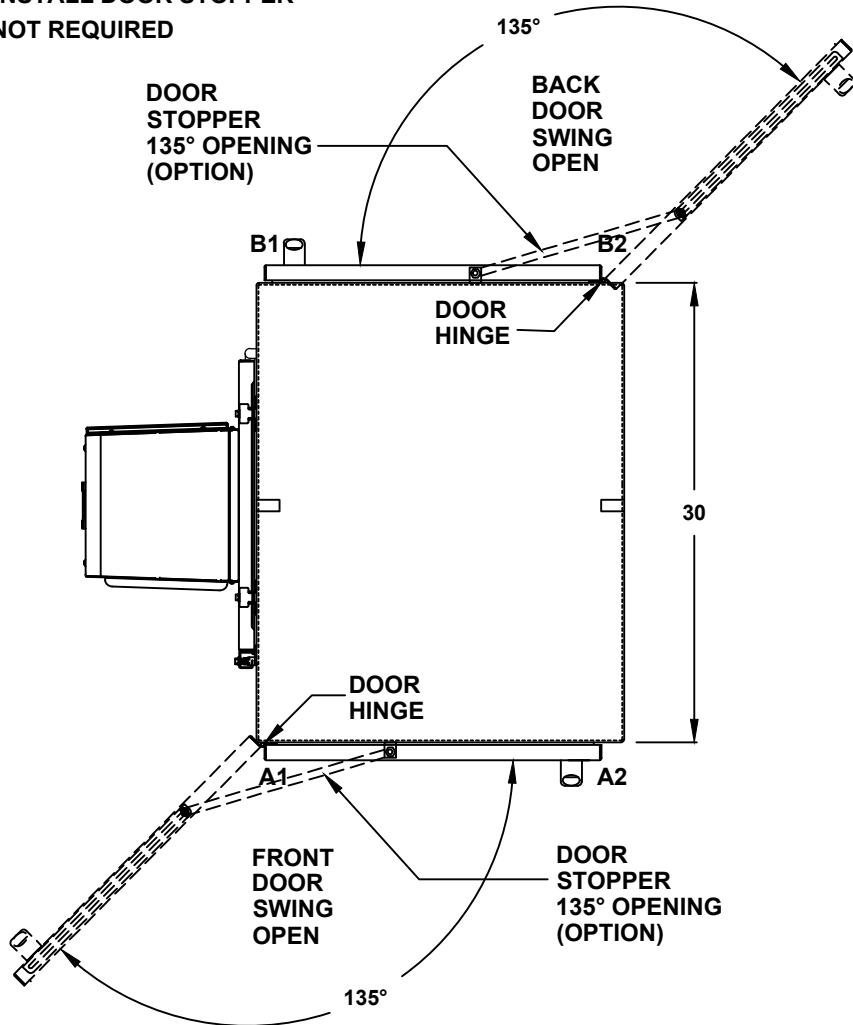 INSTALL DOOR STOPPER
NOT REQUIRED
135°
DOOR
STOPPER
135° OPENING
(OPTION)
BACK
DOOR
SWING
OPEN
B1
B2
DOOR
HINGE
30
DOOR
HINGE
A1
A2
FRONT
DOOR
SWING
OPEN
DOOR
STOPPER
135° OPENING
(OPTION)
135°